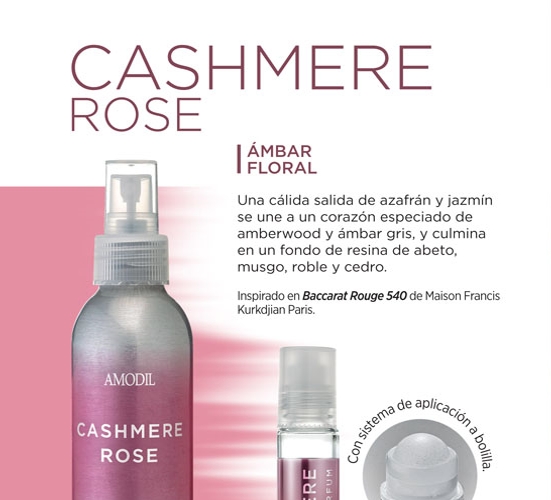 CASHMERE
ROSE
ÁMBAR
FLORAL
Una cálida salida de azafrán y jazmín
se une a un corazón especiado de
amberwood y ámbar gris, y culmina
en un fondo de resina de abeto,
musgo, roble y cedro.
Inspirado en Baccarat Rouge 540 de Maison Francis
Kurkdjian Paris.
AMODIL
CASHMERE
ROSE
Con sistema de aplicación a bolilla.